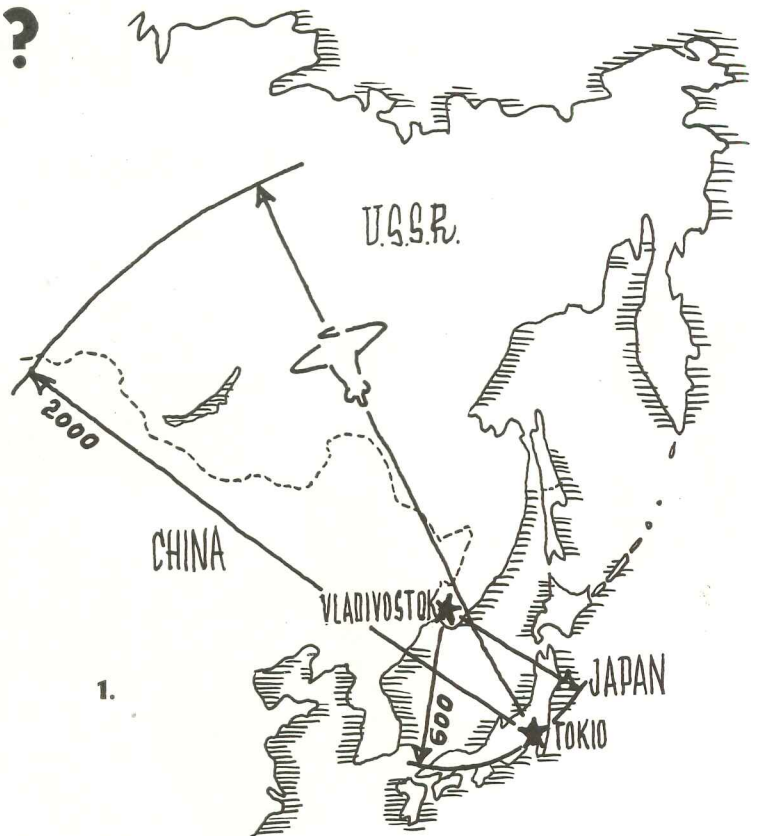 ?
U.S.S.R.
2000
CHINA
VLADIVOSTOK
JAPAN
1.
600
TOKIO